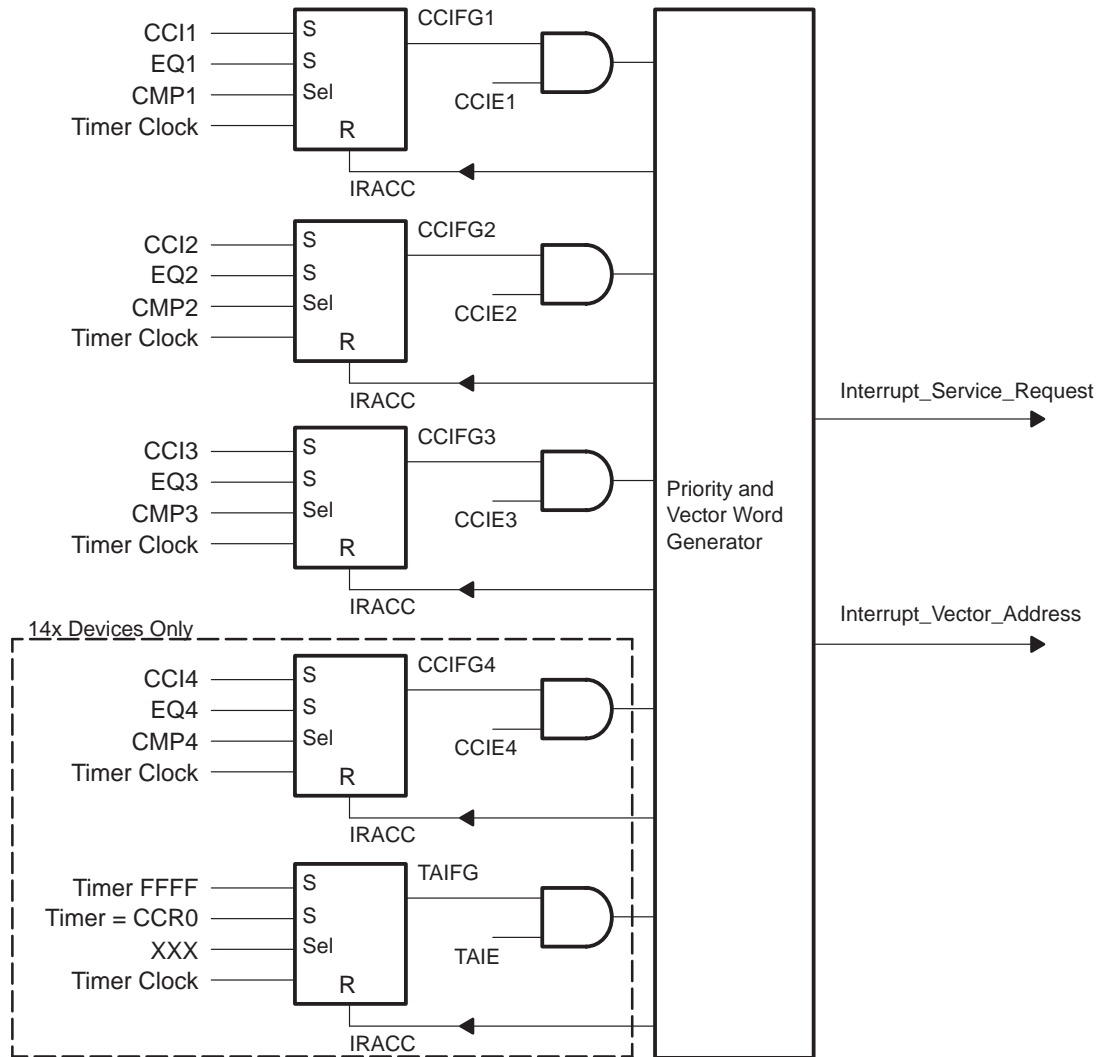 CCI1
EQ1
CMP1
Timer Clock
S
S
Sel
R
CCIFG1
CCIE1
IRACC
CCI2
EQ2
CMP2
Timer Clock
S
S
Sel
R
CCIFG2
CCIE2
IRACC
CCI3
EQ3
CMP3
Timer Clock
S
S
Sel
R
CCIFG3
CCIE3
IRACC
14x Devices Only
CCI4
EQ4
CMP4
Timer Clock
S
S
Sel
R
CCIFG4
CCIE4
IRACC
Timer FFFF
Timer = CCR0
XXX
Timer Clock
S
S
Sel
R
TAIFG
TAIE
IRACC
Priority and
Vector Word
Generator
Interrupt_Service_Request
Interrupt_Vector_Address